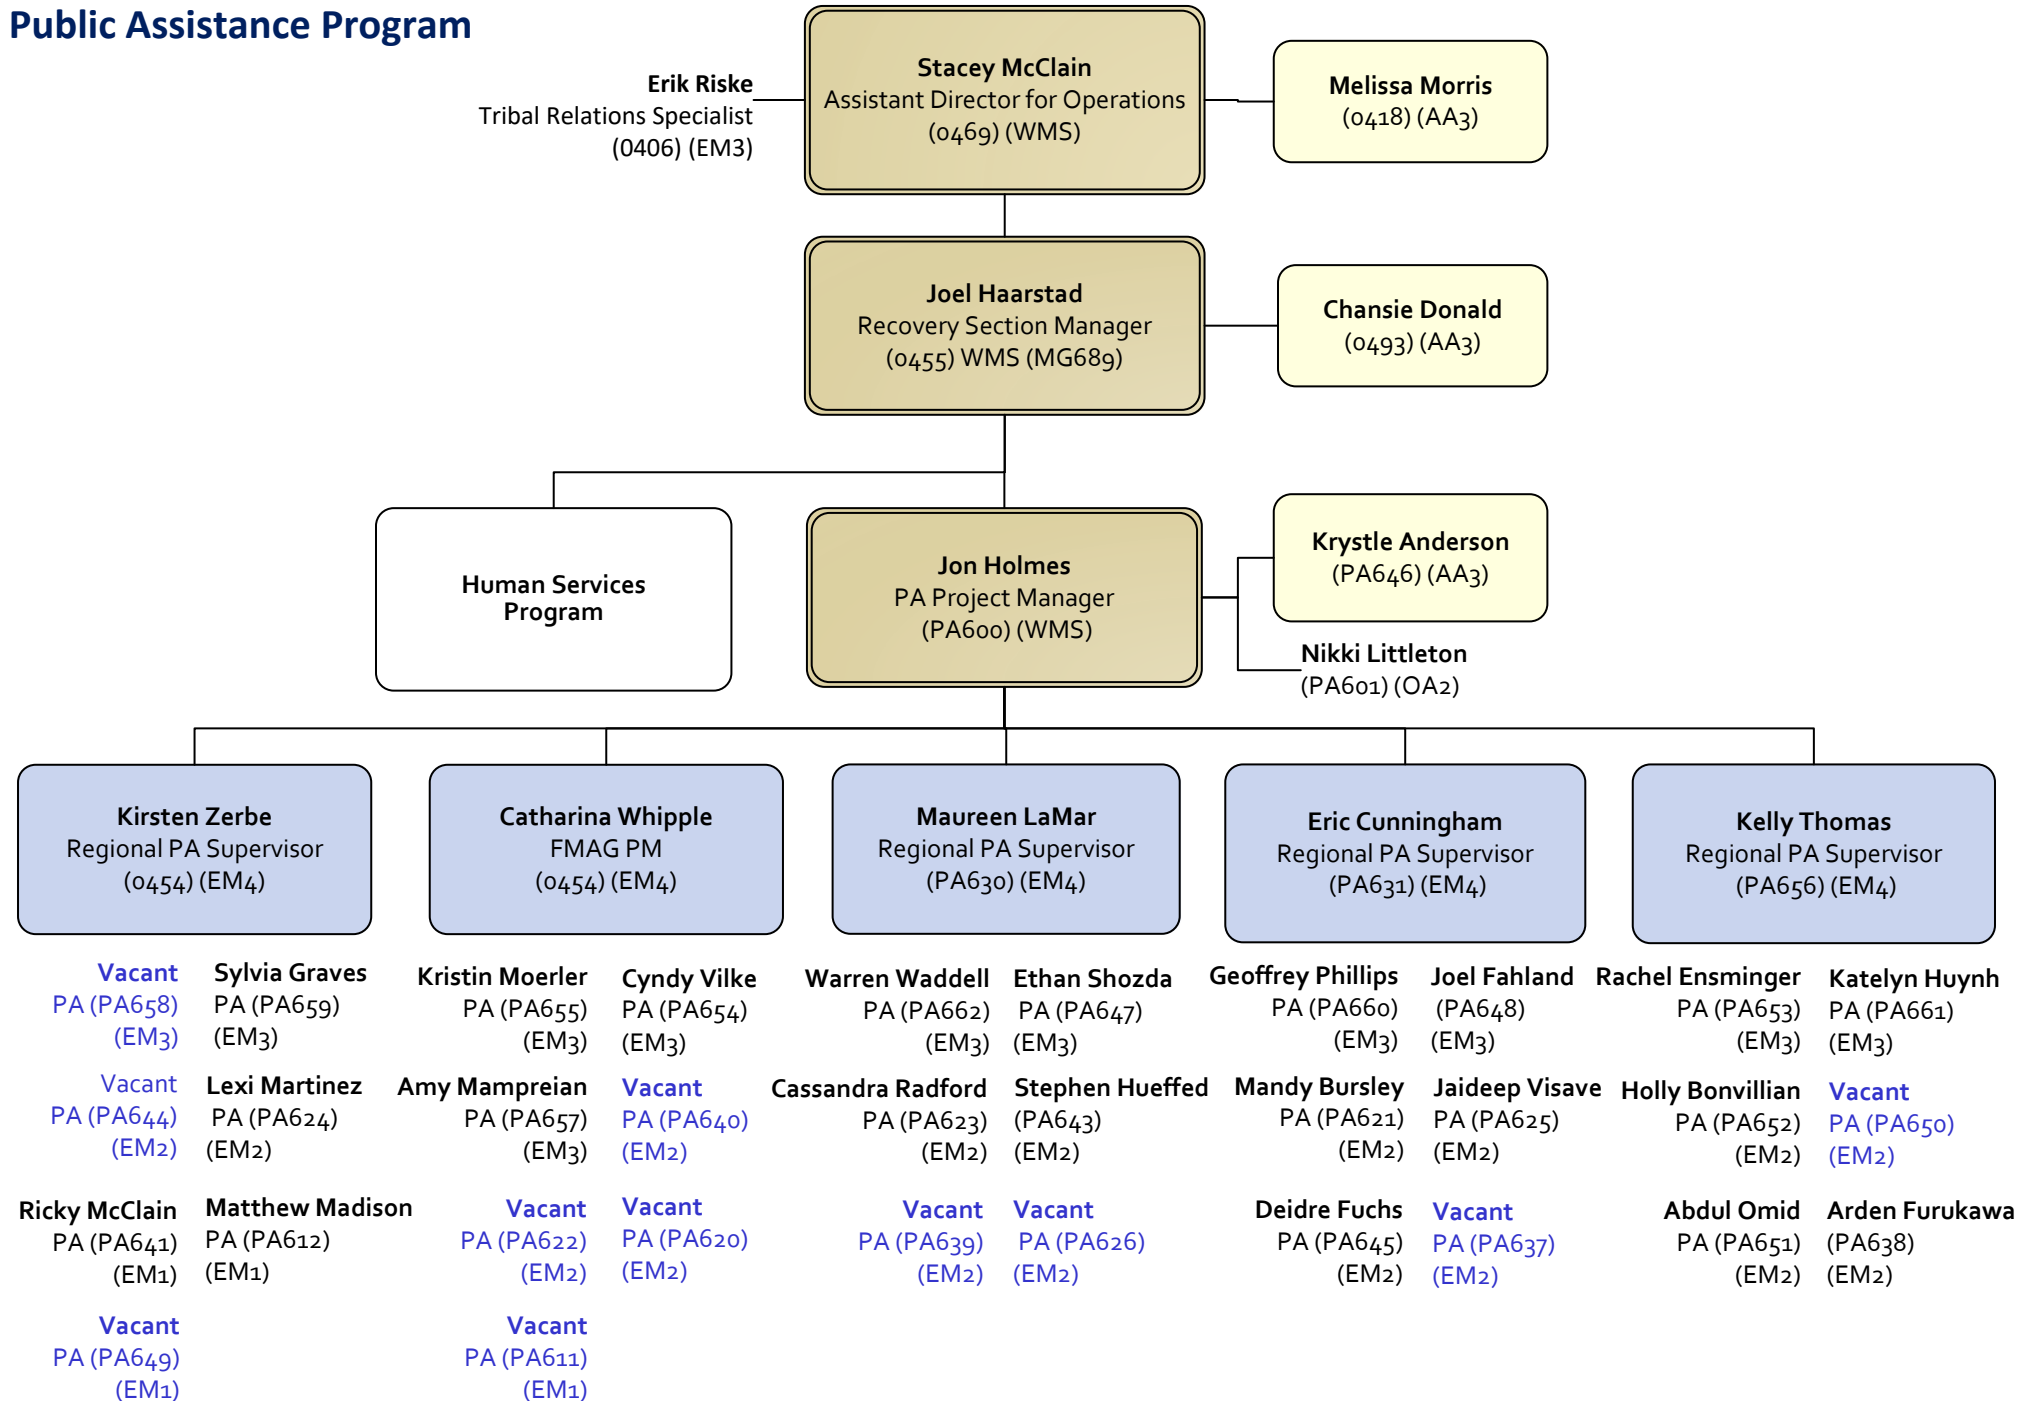 Public Assistance Program
Erik Riske
Tribal Relations Specialist
(0406) (EM3)
Stacey McClain
Assistant Director for Operations
(0469) (WMS)
Melissa Morris
(0418) (AA3)
Joel Haarstad
Recovery Section Manager
(0455) WMS (MG689)
Chansie Donald
(0493) (AA3)
Human Services
Program
Jon Holmes
PA Project Manager
(PA600) (WMS)
Krystle Anderson
(PA646) (AA3)
Nikki Littleton
(PA601) (OA2)
Kirsten Zerbe
Regional PA Supervisor
(0454) (EM4)
Catharina Whipple
FMAG PM
(0454) (EM4)
Maureen LaMar
Regional PA Supervisor
(PA630) (EM4)
Eric Cunningham
Regional PA Supervisor
(PA631) (EM4)
Kelly Thomas
Regional PA Supervisor
(PA656) (EM4)
Vacant
PA (PA658)
(EM3)
Sylvia Graves
PA (PA659)
(EM3)
Kristin Moerler
PA (PA655)
(EM3)
Cyndy Vilke
PA (PA654)
(EM3)
Warren Waddell
PA (PA662)
(EM3)
Ethan Shozda
PA (PA647)
(EM3)
Geoffrey Phillips
PA (PA660)
(EM3)
Joel Fahland
(PA648)
(EM3)
Rachel Ensminger
PA (PA653)
(EM3)
Katelyn Huynh
PA (PA661)
(EM3)
Vacant
PA (PA644)
(EM2)
Lexi Martinez
PA (PA624)
(EM2)
Amy Mampreian
PA (PA657)
(EM3)
Vacant
PA (PA640)
(EM2)
Cassandra Radford
PA (PA623)
(EM2)
Stephen Hueffed
(PA643)
(EM2)
Mandy Bursley
PA (PA621)
(EM2)
Jaideep Visave
PA (PA625)
(EM2)
Holly Bonvillian
PA (PA652)
(EM2)
Vacant
PA (PA650)
(EM2)
Ricky McClain
PA (PA641)
(EM1)
Matthew Madison
PA (PA612)
(EM1)
Vacant
PA (PA622)
(EM2)
Vacant
PA (PA620)
(EM2)
Vacant
PA (PA639)
(EM2)
Vacant
PA (PA626)
(EM2)
Deidre Fuchs
PA (PA645)
(EM2)
Vacant
PA (PA637)
(EM2)
Abdul Omid
PA (PA651)
(EM2)
Arden Furukawa
(PA638)
(EM2)
Vacant
PA (PA649)
(EM1)
Vacant
PA (PA611)
(EM1)